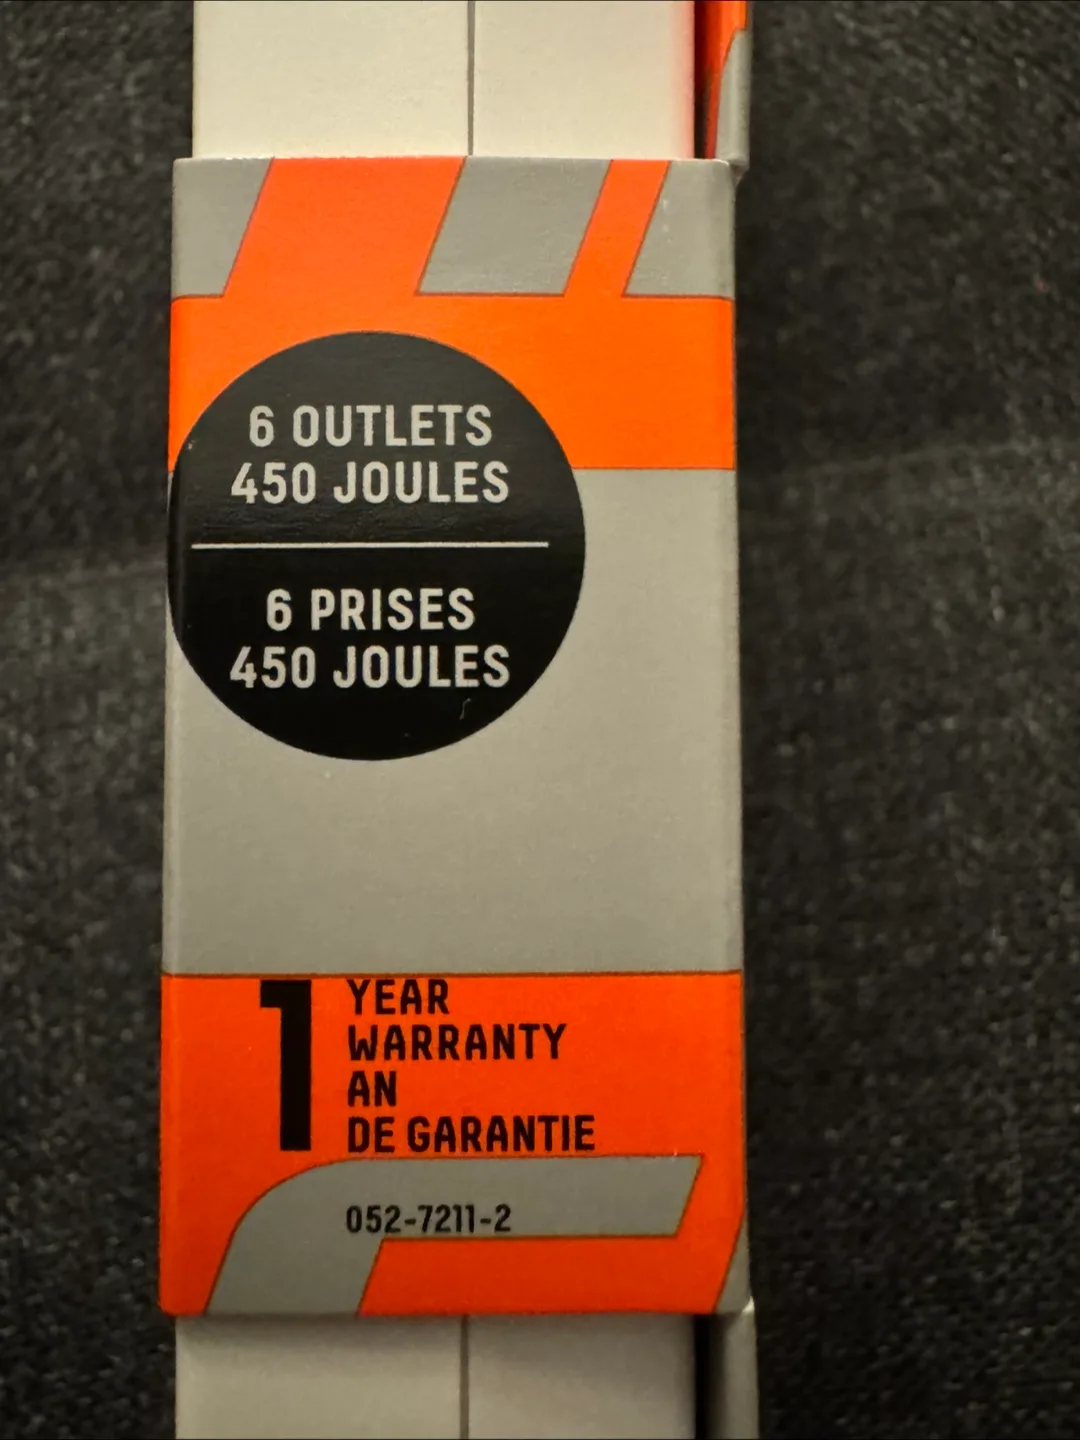 6 OUTLETS
450 JOULES
6 PRISES
450 JOULES
1 YEAR
WARRANTY
AN
DE GARANTIE
052-7211-2